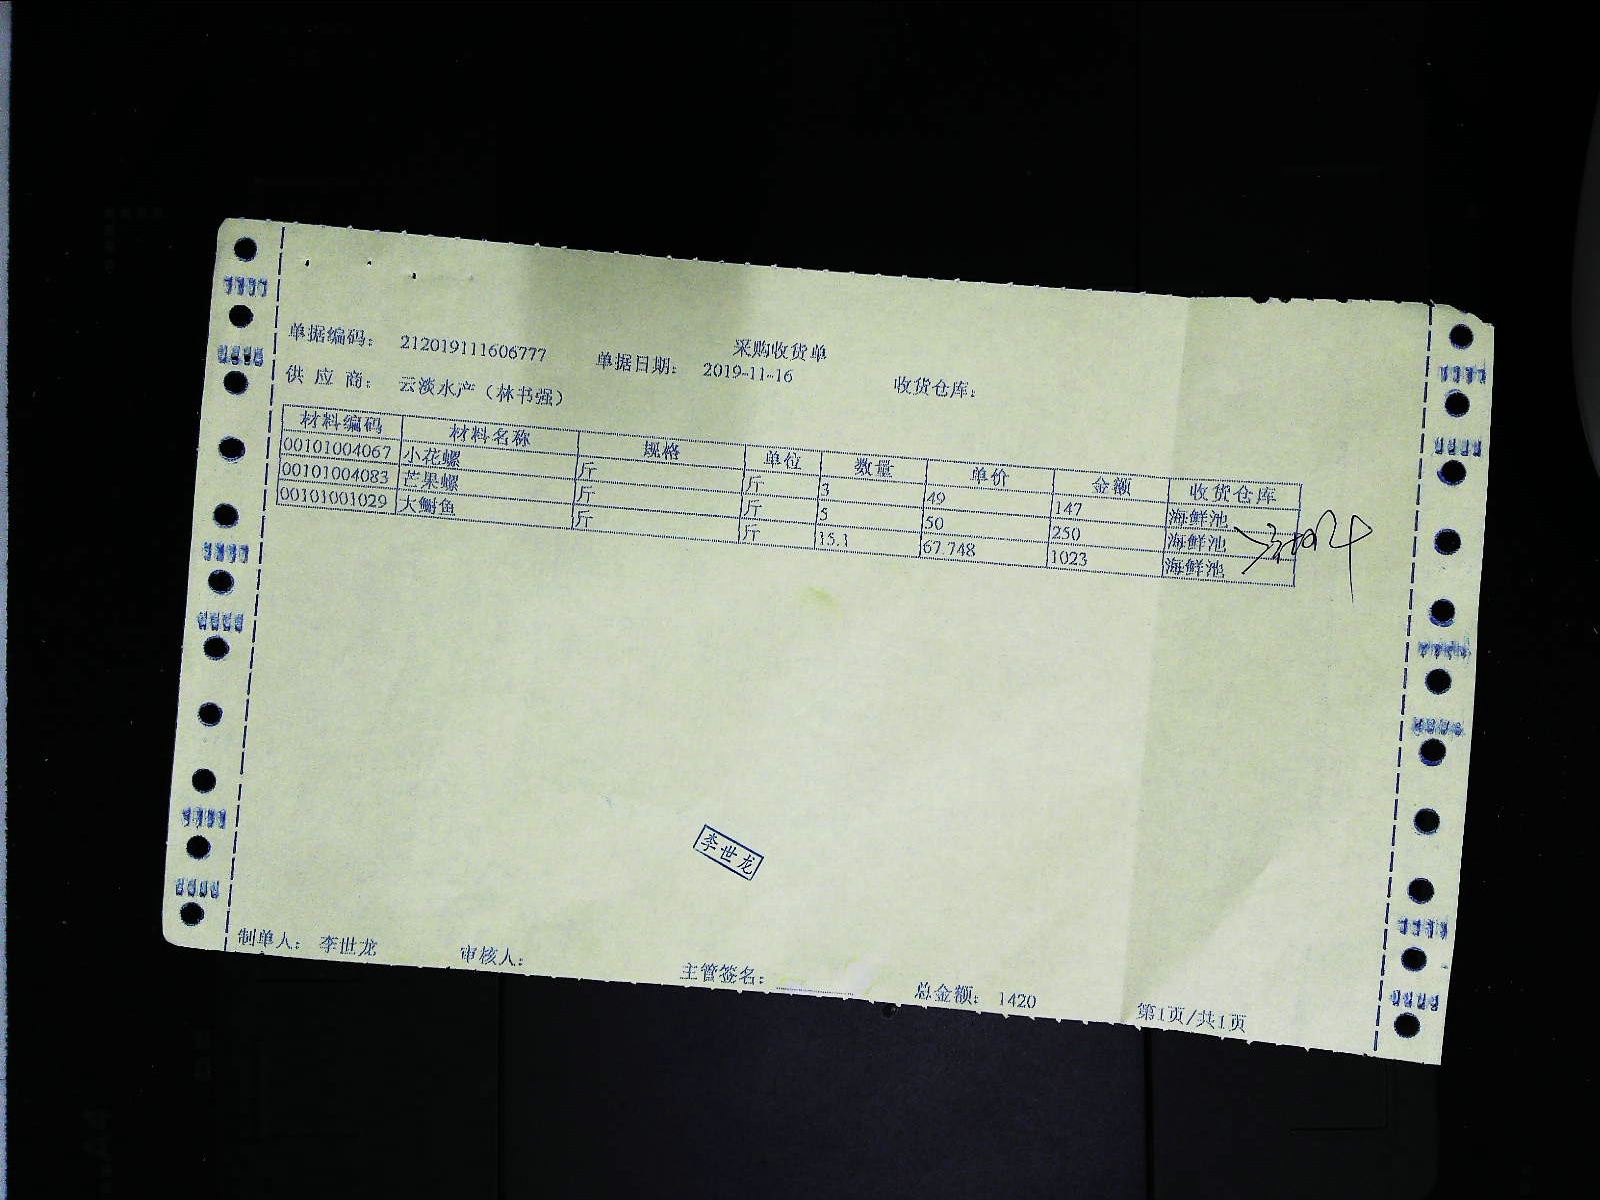 采购收货单
单据编码： 212019111606777 单据日期： 2019-11-16 收货仓库：
供 应 商： 云淡水产（林书强）
材料编码 材料名称 规格 单位 数量 单价 金额 收货仓库
00101004067 小花螺 斤 斤 3 49 147 海鲜池
00101004083 芒果螺 斤 斤 5 50 250 海鲜池
00101001029 大鲥鱼 斤 斤 15.1 67.748 1023 海鲜池
李世龙
制单人： 李世龙 审核人： 主管签名： 总金额： 1420 第1页/共1页